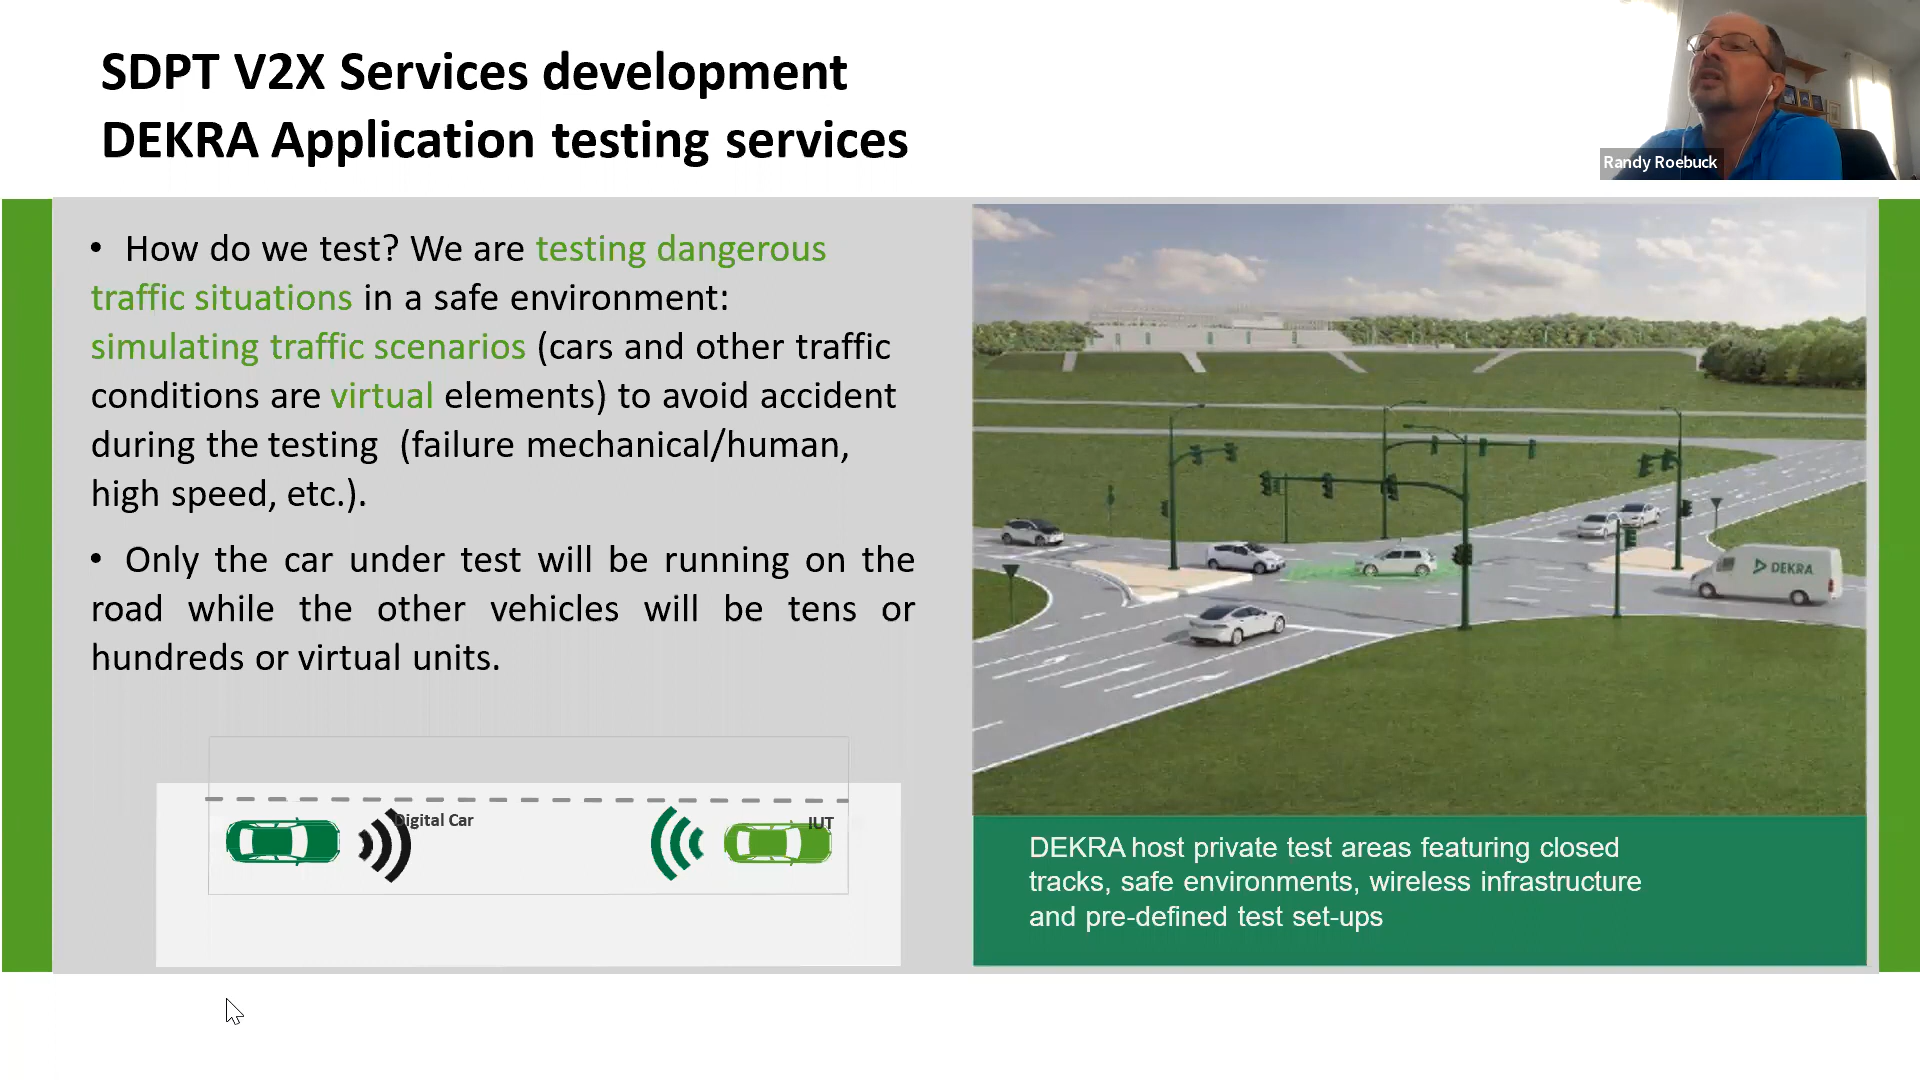 SDPT V2X Services development
DEKRA Application testing services
Randy Roebuck
• How do we test? We are testing dangerous
traffic situations in a safe environment:
simulating traffic scenarios (cars and other traffic
conditions are virtual elements) to avoid accident
during the testing (failure mechanical/human,
high speed, etc.).
• Only the car under test will be running on the
road while the other vehicles will be tens or
hundreds or virtual units.
Digital Car
IUT
DEKRA
DEKRA host private test areas featuring closed
tracks, safe environments, wireless infrastructure
and pre-defined test set-ups